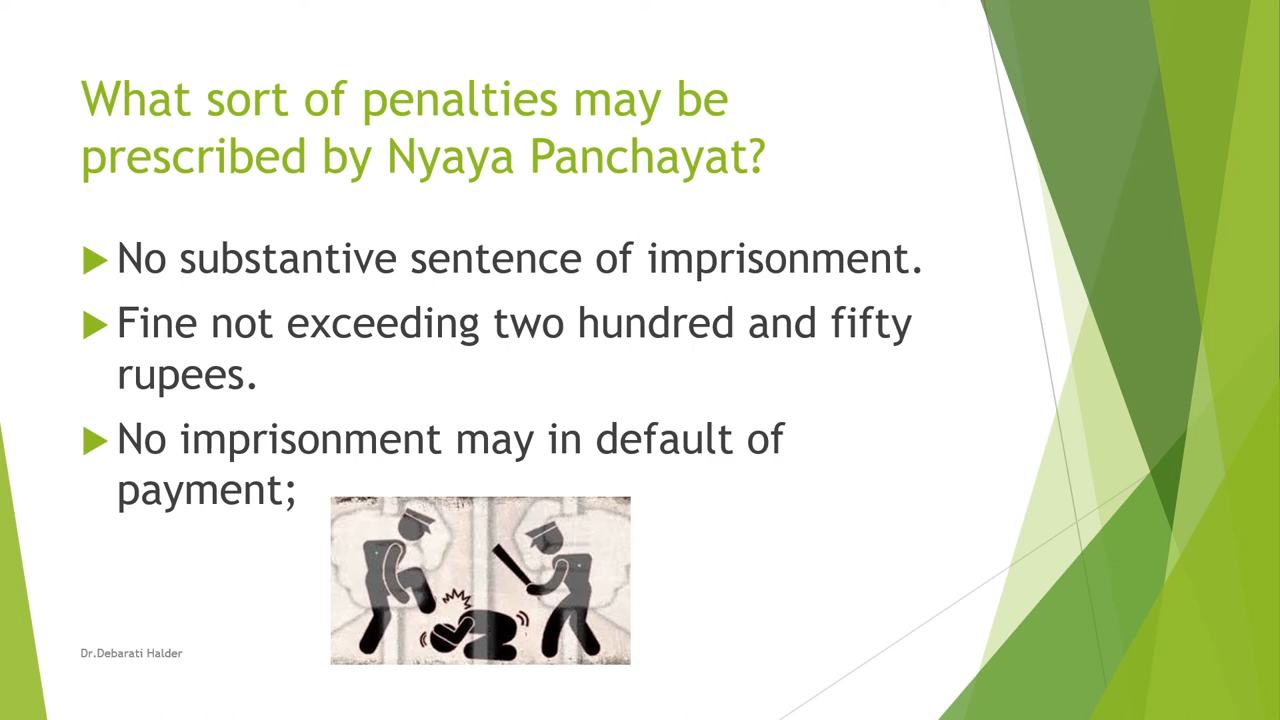 What sort of penalties may be
prescribed by Nyaya Panchayat?
No substantive sentence of imprisonment.
Fine not exceeding two hundred and fifty
rupees.
No imprisonment may in default of
payment;
Dr.Debarati Halder